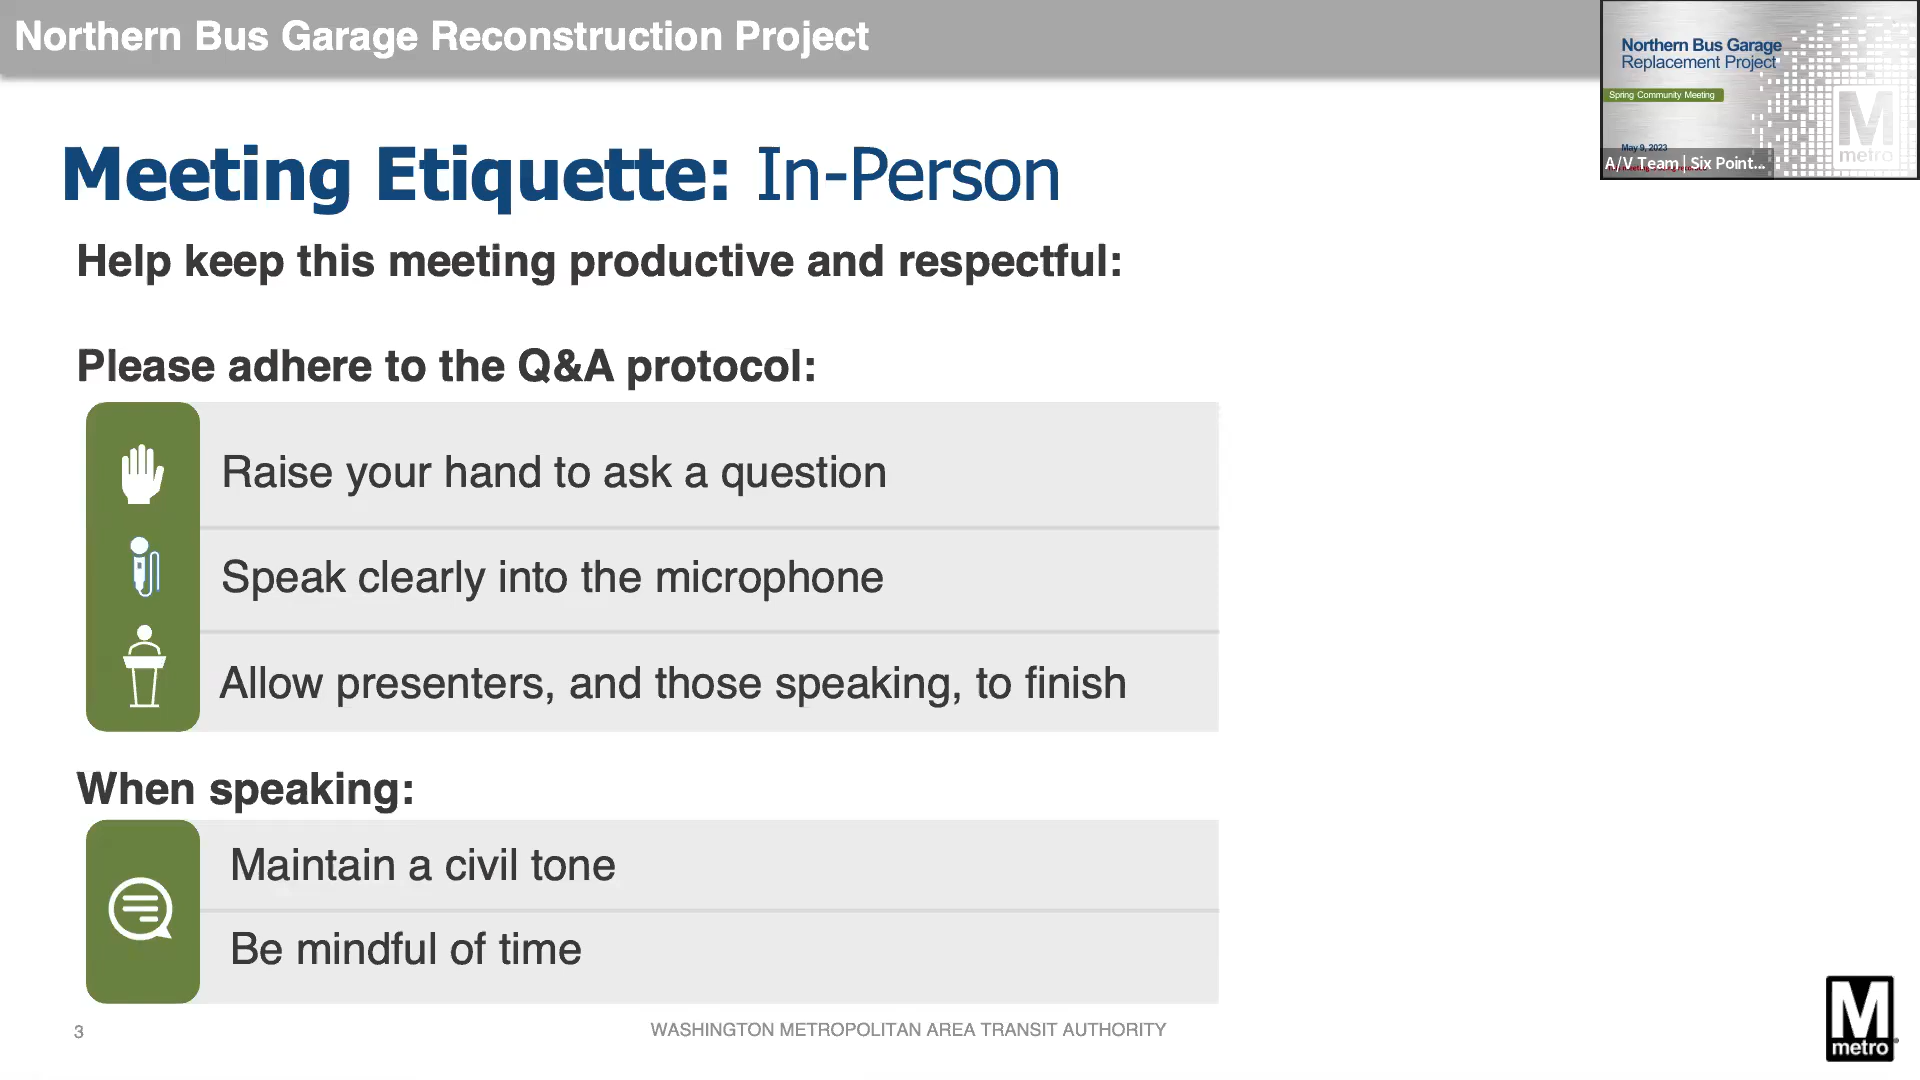 Northern Bus Garage Reconstruction Project
Northern Bus Garage
Replacement Project
Spring Community Meeting
May 9, 2023
A/V Team | Six Point...
M
metro
Meeting Etiquette: In-Person
Help keep this meeting productive and respectful:
Please adhere to the Q&A protocol:
Raise your hand to ask a question
Speak clearly into the microphone
Allow presenters, and those speaking, to finish
When speaking:
Maintain a civil tone
Be mindful of time
3
WASHINGTON METROPOLITAN AREA TRANSIT AUTHORITY
M
metro